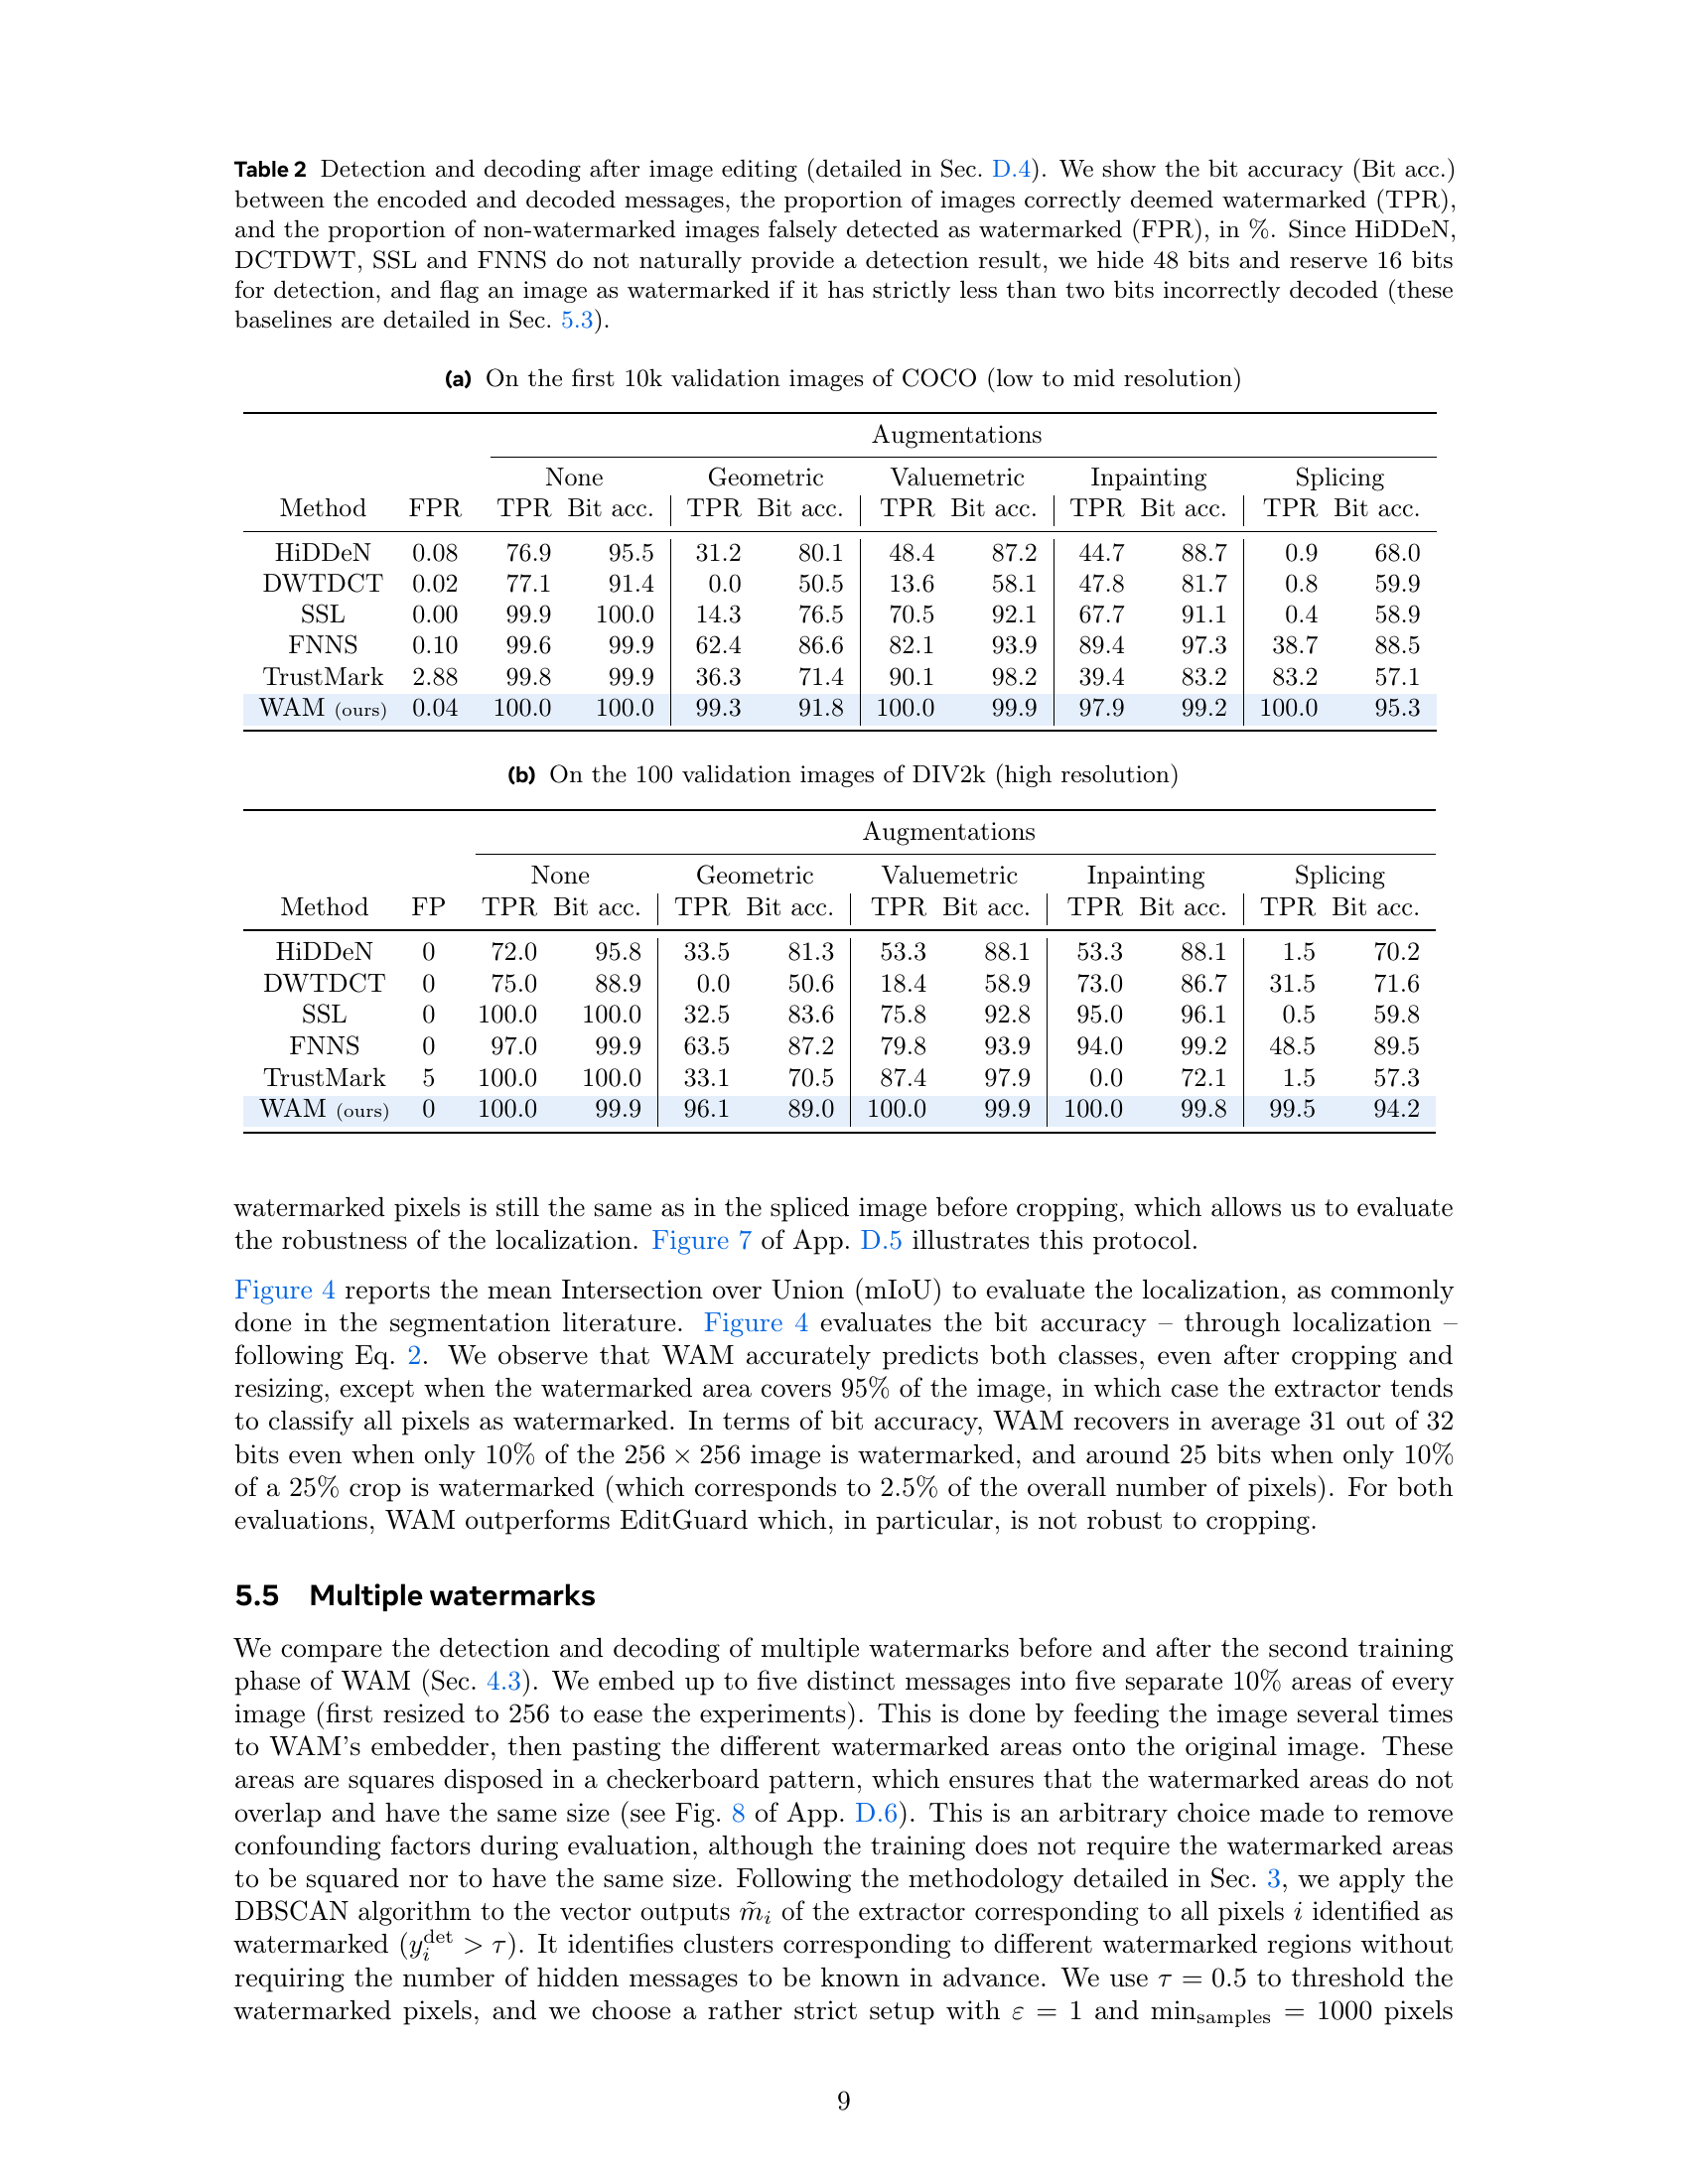 Table 2 Detection and decoding after image editing (detailed in Sec. D.4). We show the bit accuracy (Bit acc.)
between the encoded and decoded messages, the proportion of images correctly deemed watermarked (TPR),
and the proportion of non-watermarked images falsely detected as watermarked (FPR), in %. Since HiDDeN,
DCTDWT, SSL and FNNS do not naturally provide a detection result, we hide 48 bits and reserve 16 bits
for detection, and flag an image as watermarked if it has strictly less than two bits incorrectly decoded (these
baselines are detailed in Sec. 5.3).
(a) On the first 10k validation images of COCO (low to mid resolution)
Augmentations
None Geometric Valuemetric Inpainting Splicing
Method FPR TPR Bit acc. TPR Bit acc. TPR Bit acc. TPR Bit acc. TPR Bit acc.
HiDDeN 0.08 76.9 95.5 31.2 80.1 48.4 87.2 44.7 88.7 0.9 68.0
DWTDCT 0.02 77.1 91.4 0.0 50.5 13.6 58.1 47.8 81.7 0.8 59.9
SSL 0.00 99.9 100.0 14.3 76.5 70.5 92.1 67.7 91.1 0.4 58.9
FNNS 0.10 99.6 99.9 62.4 86.6 82.1 93.9 89.4 97.3 38.7 88.5
TrustMark 2.88 99.8 99.9 36.3 71.4 90.1 98.2 39.4 83.2 83.2 57.1
WAM (ours) 0.04 100.0 100.0 99.3 91.8 100.0 99.9 97.9 99.2 100.0 95.3
(b) On the 100 validation images of DIV2k (high resolution)
Augmentations
None Geometric Valuemetric Inpainting Splicing
Method FP TPR Bit acc. TPR Bit acc. TPR Bit acc. TPR Bit acc. TPR Bit acc.
HiDDeN 0 72.0 95.8 33.5 81.3 53.3 88.1 53.3 88.1 1.5 70.2
DWTDCT 0 75.0 88.9 0.0 50.6 18.4 58.9 73.0 86.7 31.5 71.6
SSL 0 100.0 100.0 32.5 83.6 75.8 92.8 95.0 96.1 0.5 59.8
FNNS 0 97.0 99.9 63.5 87.2 79.8 93.9 94.0 99.2 48.5 89.5
TrustMark 5 100.0 100.0 33.1 70.5 87.4 97.9 0.0 72.1 1.5 57.3
WAM (ours) 0 100.0 99.9 96.1 89.0 100.0 99.9 100.0 99.8 99.5 94.2
watermarked pixels is still the same as in the spliced image before cropping, which allows us to evaluate
the robustness of the localization. Figure 7 of App. D.5 illustrates this protocol.
Figure 4 reports the mean Intersection over Union (mIoU) to evaluate the localization, as commonly
done in the segmentation literature. Figure 4 evaluates the bit accuracy – through localization –
following Eq. 2. We observe that WAM accurately predicts both classes, even after cropping and
resizing, except when the watermarked area covers 95% of the image, in which case the extractor tends
to classify all pixels as watermarked. In terms of bit accuracy, WAM recovers in average 31 out of 32
bits even when only 10% of the 256 × 256 image is watermarked, and around 25 bits when only 10%
of a 25% crop is watermarked (which corresponds to 2.5% of the overall number of pixels). For both
evaluations, WAM outperforms EditGuard which, in particular, is not robust to cropping.
5.5 Multiple watermarks
We compare the detection and decoding of multiple watermarks before and after the second training
phase of WAM (Sec. 4.3). We embed up to five distinct messages into five separate 10% areas of every
image (first resized to 256 to ease the experiments). This is done by feeding the image several times
to WAM's embedder, then pasting the different watermarked areas onto the original image. These
areas are squares disposed in a checkerboard pattern, which ensures that the watermarked areas do not
overlap and have the same size (see Fig. 8 of App. D.6). This is an arbitrary choice made to remove
confounding factors during evaluation, although the training does not require the watermarked areas
to be squared nor to have the same size. Following the methodology detailed in Sec. 3, we apply the
DBSCAN algorithm to the vector outputs m̃ᵢ of the extractor corresponding to all pixels i identified as
watermarked (yᵢ^det > τ). It identifies clusters corresponding to different watermarked regions without
requiring the number of hidden messages to be known in advance. We use τ = 0.5 to threshold the
watermarked pixels, and we choose a rather strict setup with ε = 1 and min_samples = 1000 pixels
9